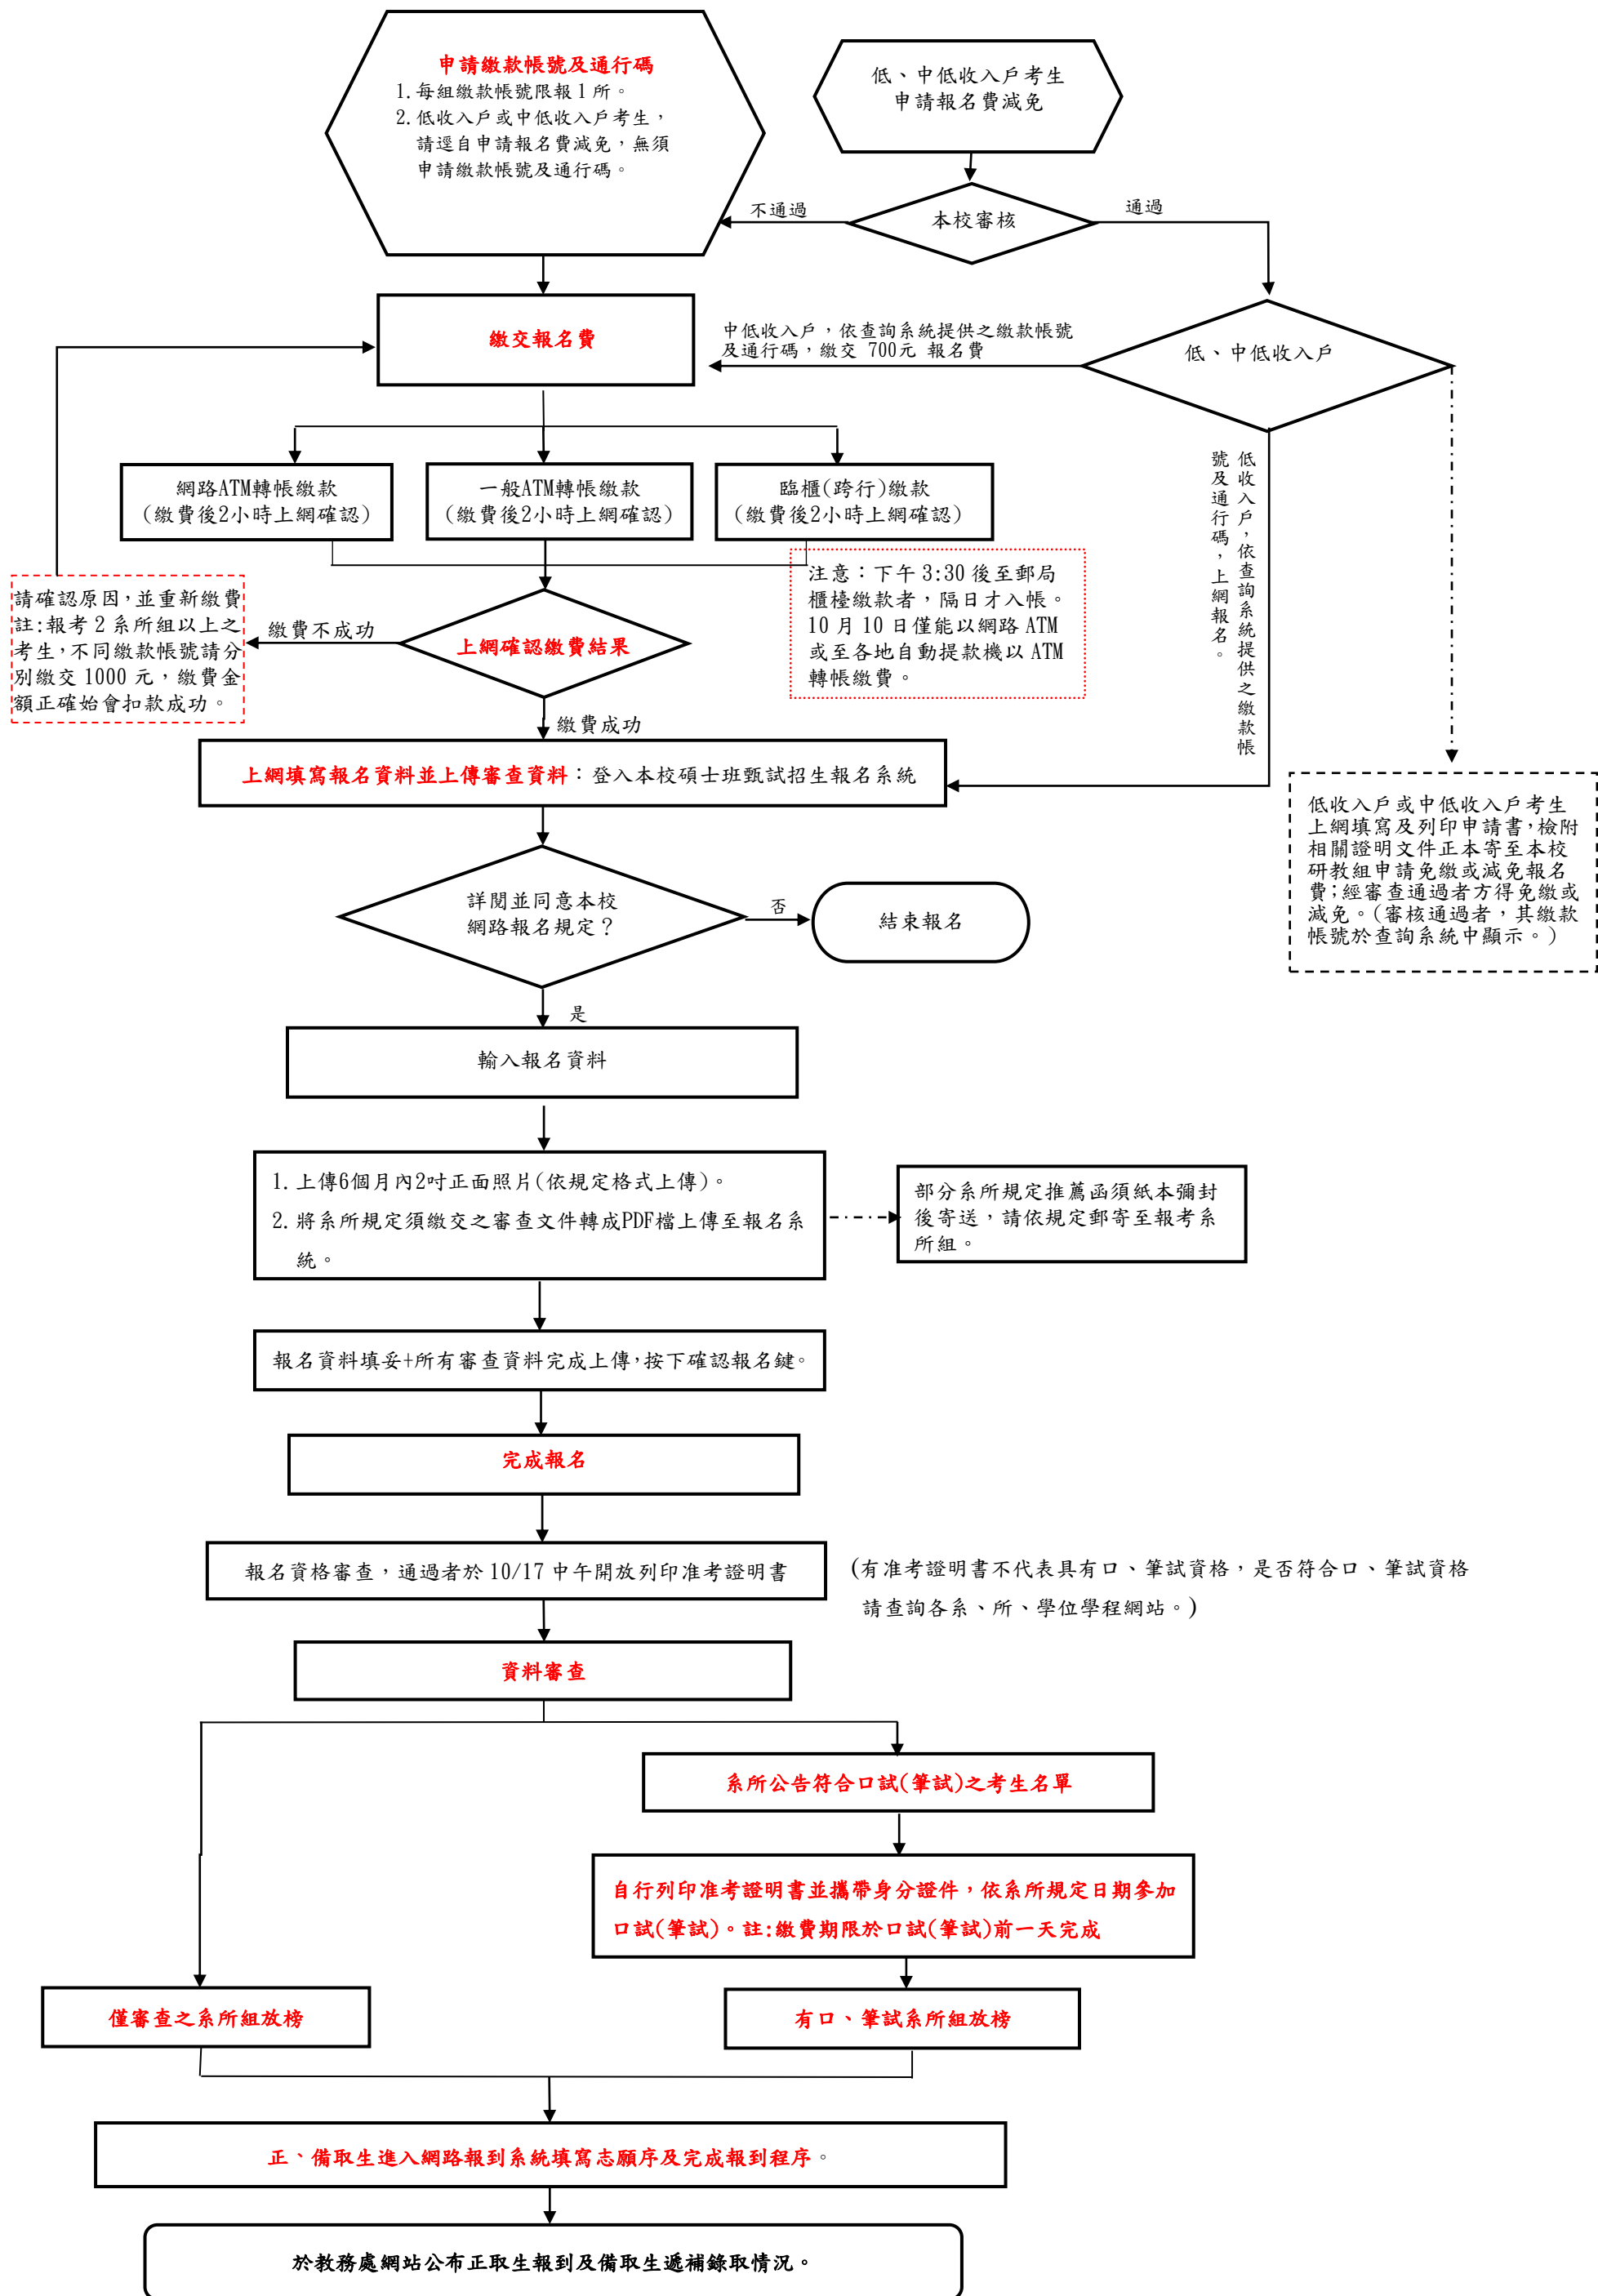 申請繳款帳號及通行碼
1. 每組繳款帳號限報 1 所。
2. 低收入戶或中低收入戶考生，
請逕自申請報名費減免，無須
申請繳款帳號及通行碼。
低、中低收入戶考生
申請報名費減免
本校審核
不通過
通過
繳交報名費
中低收入戶，依查詢系統提供之繳款帳號
及通行碼，繳交 700元 報名費
低、中低收入戶
網路ATM轉帳繳款
(繳費後2小時上網確認)
一般ATM轉帳繳款
(繳費後2小時上網確認)
臨櫃(跨行)繳款
(繳費後2小時上網確認)
低收入戶，依查詢系統提供之繳款帳
號及通行碼，上網報名。
注意：下午 3:30 後至郵局
櫃檯繳款者，隔日才入帳。
10 月 10 日僅能以網路 ATM
或至各地自動提款機以 ATM
轉帳繳費。
請確認原因,並重新繳費
註:報考 2 系所組以上之
考生,不同繳款帳號請分
別繳交 1000 元，繳費金
額正確始會扣款成功。
繳費不成功
上網確認繳費結果
繳費成功
上網填寫報名資料並上傳審查資料：登入本校碩士班甄試招生報名系統
低收入戶或中低收入戶考生
上網填寫及列印申請書,檢附
相關證明文件正本寄至本校
研教組申請免繳或減免報名
費;經審查通過者方得免繳或
減免。(審核通過者，其繳款
帳號於查詢系統中顯示。)
詳閱並同意本校
網路報名規定？
否
結束報名
是
輸入報名資料
1. 上傳6個月內2吋正面照片(依規定格式上傳)。
2. 將系所規定須繳交之審查文件轉成PDF檔上傳至報名系
統。
部分系所規定推薦函須紙本彌封
後寄送，請依規定郵寄至報考系
所組。
報名資料填妥+所有審查資料完成上傳,按下確認報名鍵。
完成報名
報名資格審查，通過者於 10/17 中午開放列印准考證明書
(有准考證明書不代表具有口、筆試資格，是否符合口、筆試資格
請查詢各系、所、學位學程網站。)
資料審查
系所公告符合口試(筆試)之考生名單
自行列印准考證明書並攜帶身分證件，依系所規定日期參加
口試(筆試)。註:繳費期限於口試(筆試)前一天完成
僅審查之系所組放榜
有口、筆試系所組放榜
正、備取生進入網路報到系統填寫志願序及完成報到程序。
於教務處網站公布正取生報到及備取生遞補錄取情況。